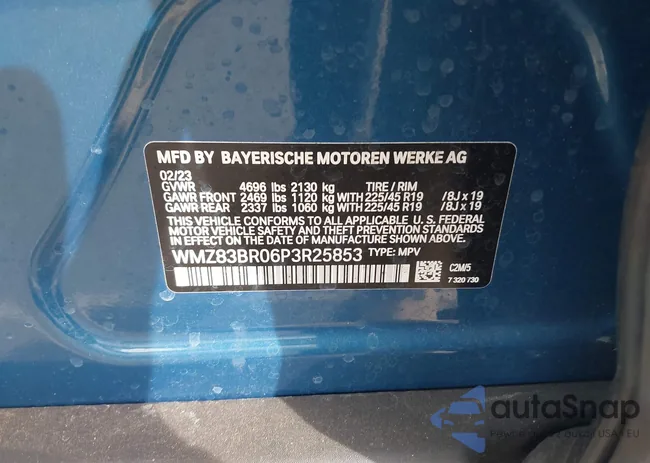 MFD BY BAYERISCHE MOTOREN WERKE AG
02/23
GVWR 4696 lbs 2130 kg TIRE / RIM
GAWR FRONT 2469 lbs 1120 kg WITH 225/45 R19 /8J x 19
GAWR REAR 2337 lbs 1060 kg WITH 225/45 R19 /8J x 19
THIS VEHICLE CONFORMS TO ALL APPLICABLE U. S. FEDERAL
MOTOR VEHICLE SAFETY AND THEFT PREVENTION STANDARDS
IN EFFECT ON THE DATE OF MANUFACTURE SHOWN ABOVE.
WMZ83BR06P3R25853 TYPE: MPV
C2M/5
7 320 730
autoSnap